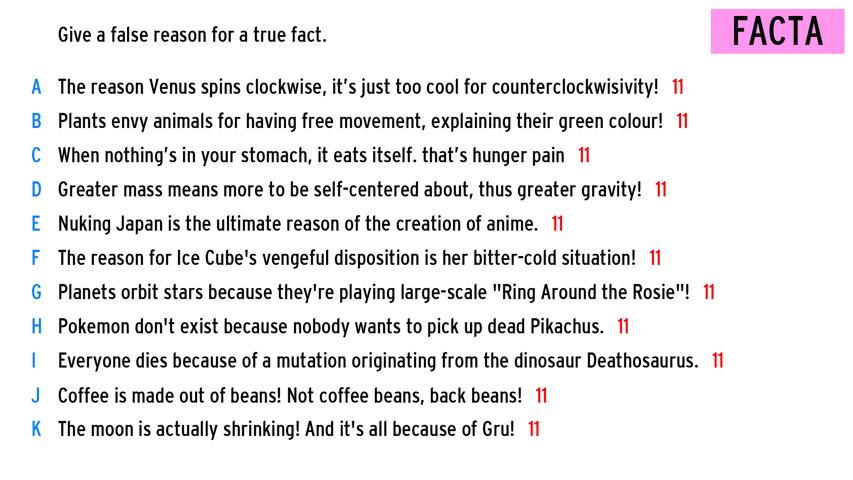 Give a false reason for a true fact.
FACTA
A The reason Venus spins clockwise, it's just too cool for counterclockwisivity! 11
B Plants envy animals for having free movement, explaining their green colour! 11
C When nothing's in your stomach, it eats itself. that's hunger pain 11
D Greater mass means more to be self-centered about, thus greater gravity! 11
E Nuking Japan is the ultimate reason of the creation of anime. 11
F The reason for Ice Cube's vengeful disposition is her bitter-cold situation! 11
G Planets orbit stars because they're playing large-scale "Ring Around the Rosie"! 11
H Pokemon don't exist because nobody wants to pick up dead Pikachus. 11
I Everyone dies because of a mutation originating from the dinosaur Deathosaurus. 11
J Coffee is made out of beans! Not coffee beans, back beans! 11
K The moon is actually shrinking! And it's all because of Gru! 11